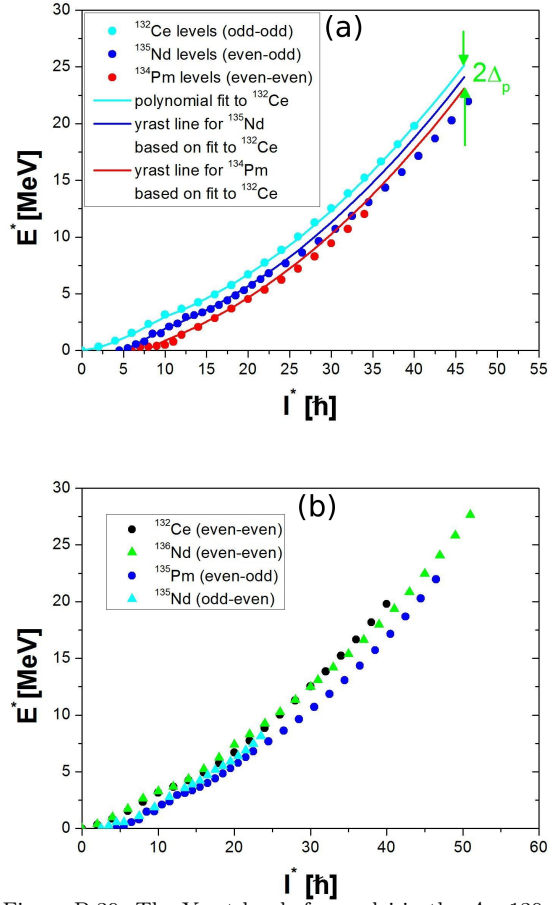 30
25
20
15
10
5
0
E* [MeV]
(a)
¹³²Ce levels (odd-odd)
¹³⁵Nd levels (even-odd)
¹³⁴Pm levels (even-even)
polynomial fit to ¹³²Ce
yrast line for ¹³⁵Nd
based on fit to ¹³²Ce
yrast line for ¹³⁴Pm
based on fit to ¹³²Ce
2Δₚ
0 5 10 15 20 25 30 35 40 45 50 55
I* [ħ]
30
25
20
15
10
5
0
E* [MeV]
(b)
¹³²Ce (even-even)
¹³⁶Nd (even-even)
¹³⁵Pm (even-odd)
¹³⁵Nd (odd-even)
0 10 20 30 40 50 60
I* [ħ]